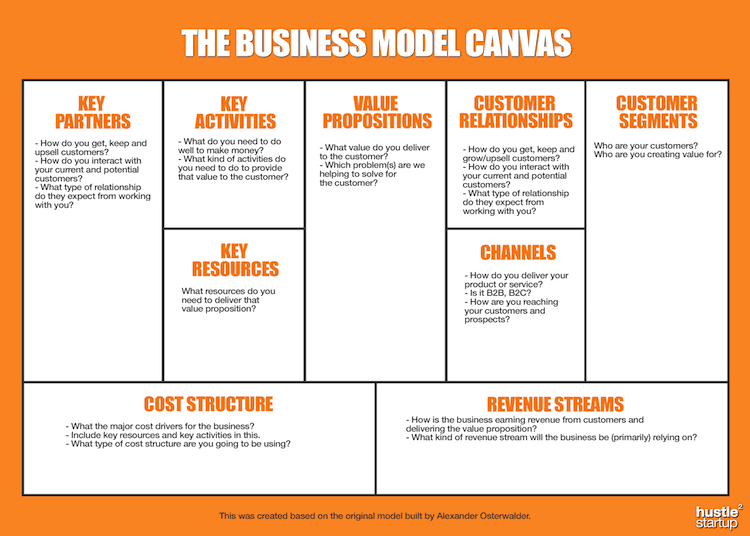 THE BUSINESS MODEL CANVAS
KEY
PARTNERS
- How do you get, keep and
upsell customers?
- How do you interact with
your current and potential
customers?
- What type of relationship
do they expect from working
with you?
KEY
ACTIVITIES
- What do you need to do
well to make money?
- What kind of activities do
you need to do to provide
that value to the customer?
KEY
RESOURCES
What resources do you
need to deliver that
value proposition?
VALUE
PROPOSITIONS
- What value do you deliver
to the customer?
- Which problem(s) are we
helping to solve for
the customer?
CUSTOMER
RELATIONSHIPS
- How do you get, keep and
grow/upsell customers?
- How do you interact with
your current and potential
customers?
- What type of relationship
do they expect from
working with you?
CHANNELS
- How do you deliver your
product or service?
- Is it B2B, B2C?
- How are you reaching
your customers and
prospects?
CUSTOMER
SEGMENTS
Who are your customers?
Who are you creating value for?
COST STRUCTURE
- What the major cost drivers for the business?
- Include key resources and key activities in this.
- What type of cost structure are you going to be using?
REVENUE STREAMS
- How is the business earning revenue from customers and
delivering the value proposition?
- What kind of revenue stream will the business be (primarily) relying on?
This was created based on the original model built by Alexander Osterwalder.
hustle2
startup